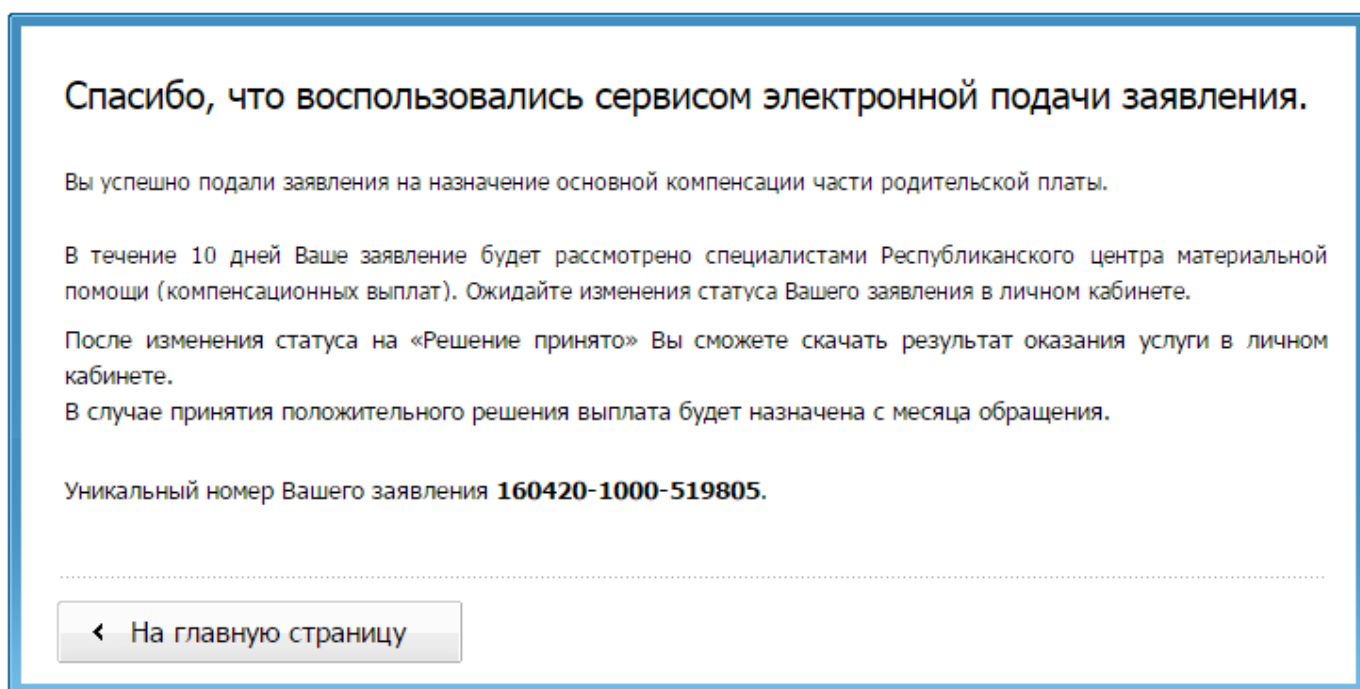 Спасибо, что воспользовались сервисом электронной подачи заявления.
Вы успешно подали заявления на назначение основной компенсации части родительской платы.
В течение 10 дней Ваше заявление будет рассмотрено специалистами Республиканского центра материальной
помощи (компенсационных выплат). Ожидайте изменения статуса Вашего заявления в личном кабинете.
После изменения статуса на «Решение принято» Вы сможете скачать результат оказания услуги в личном
кабинете.
В случае принятия положительного решения выплата будет назначена с месяца обращения.
Уникальный номер Вашего заявления 160420-1000-519805.
На главную страницу